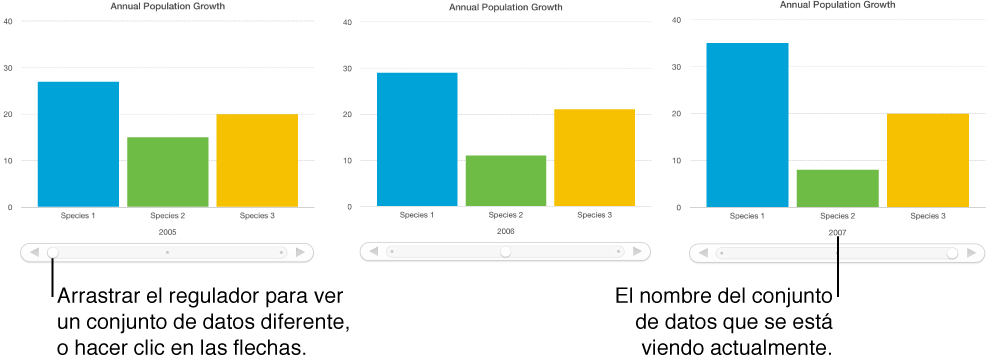 Annual Population Growth
40
30
20
10
0
Species 1 Species 2 Species 3
2005
Annual Population Growth
40
30
20
10
0
Species 1 Species 2 Species 3
2006
Annual Population Growth
40
30
20
10
0
Species 1 Species 2 Species 3
2007
Arrastrar el regulador para ver
un conjunto de datos diferente,
o hacer clic en las flechas.
El nombre del conjunto
de datos que se está
viendo actualmente.